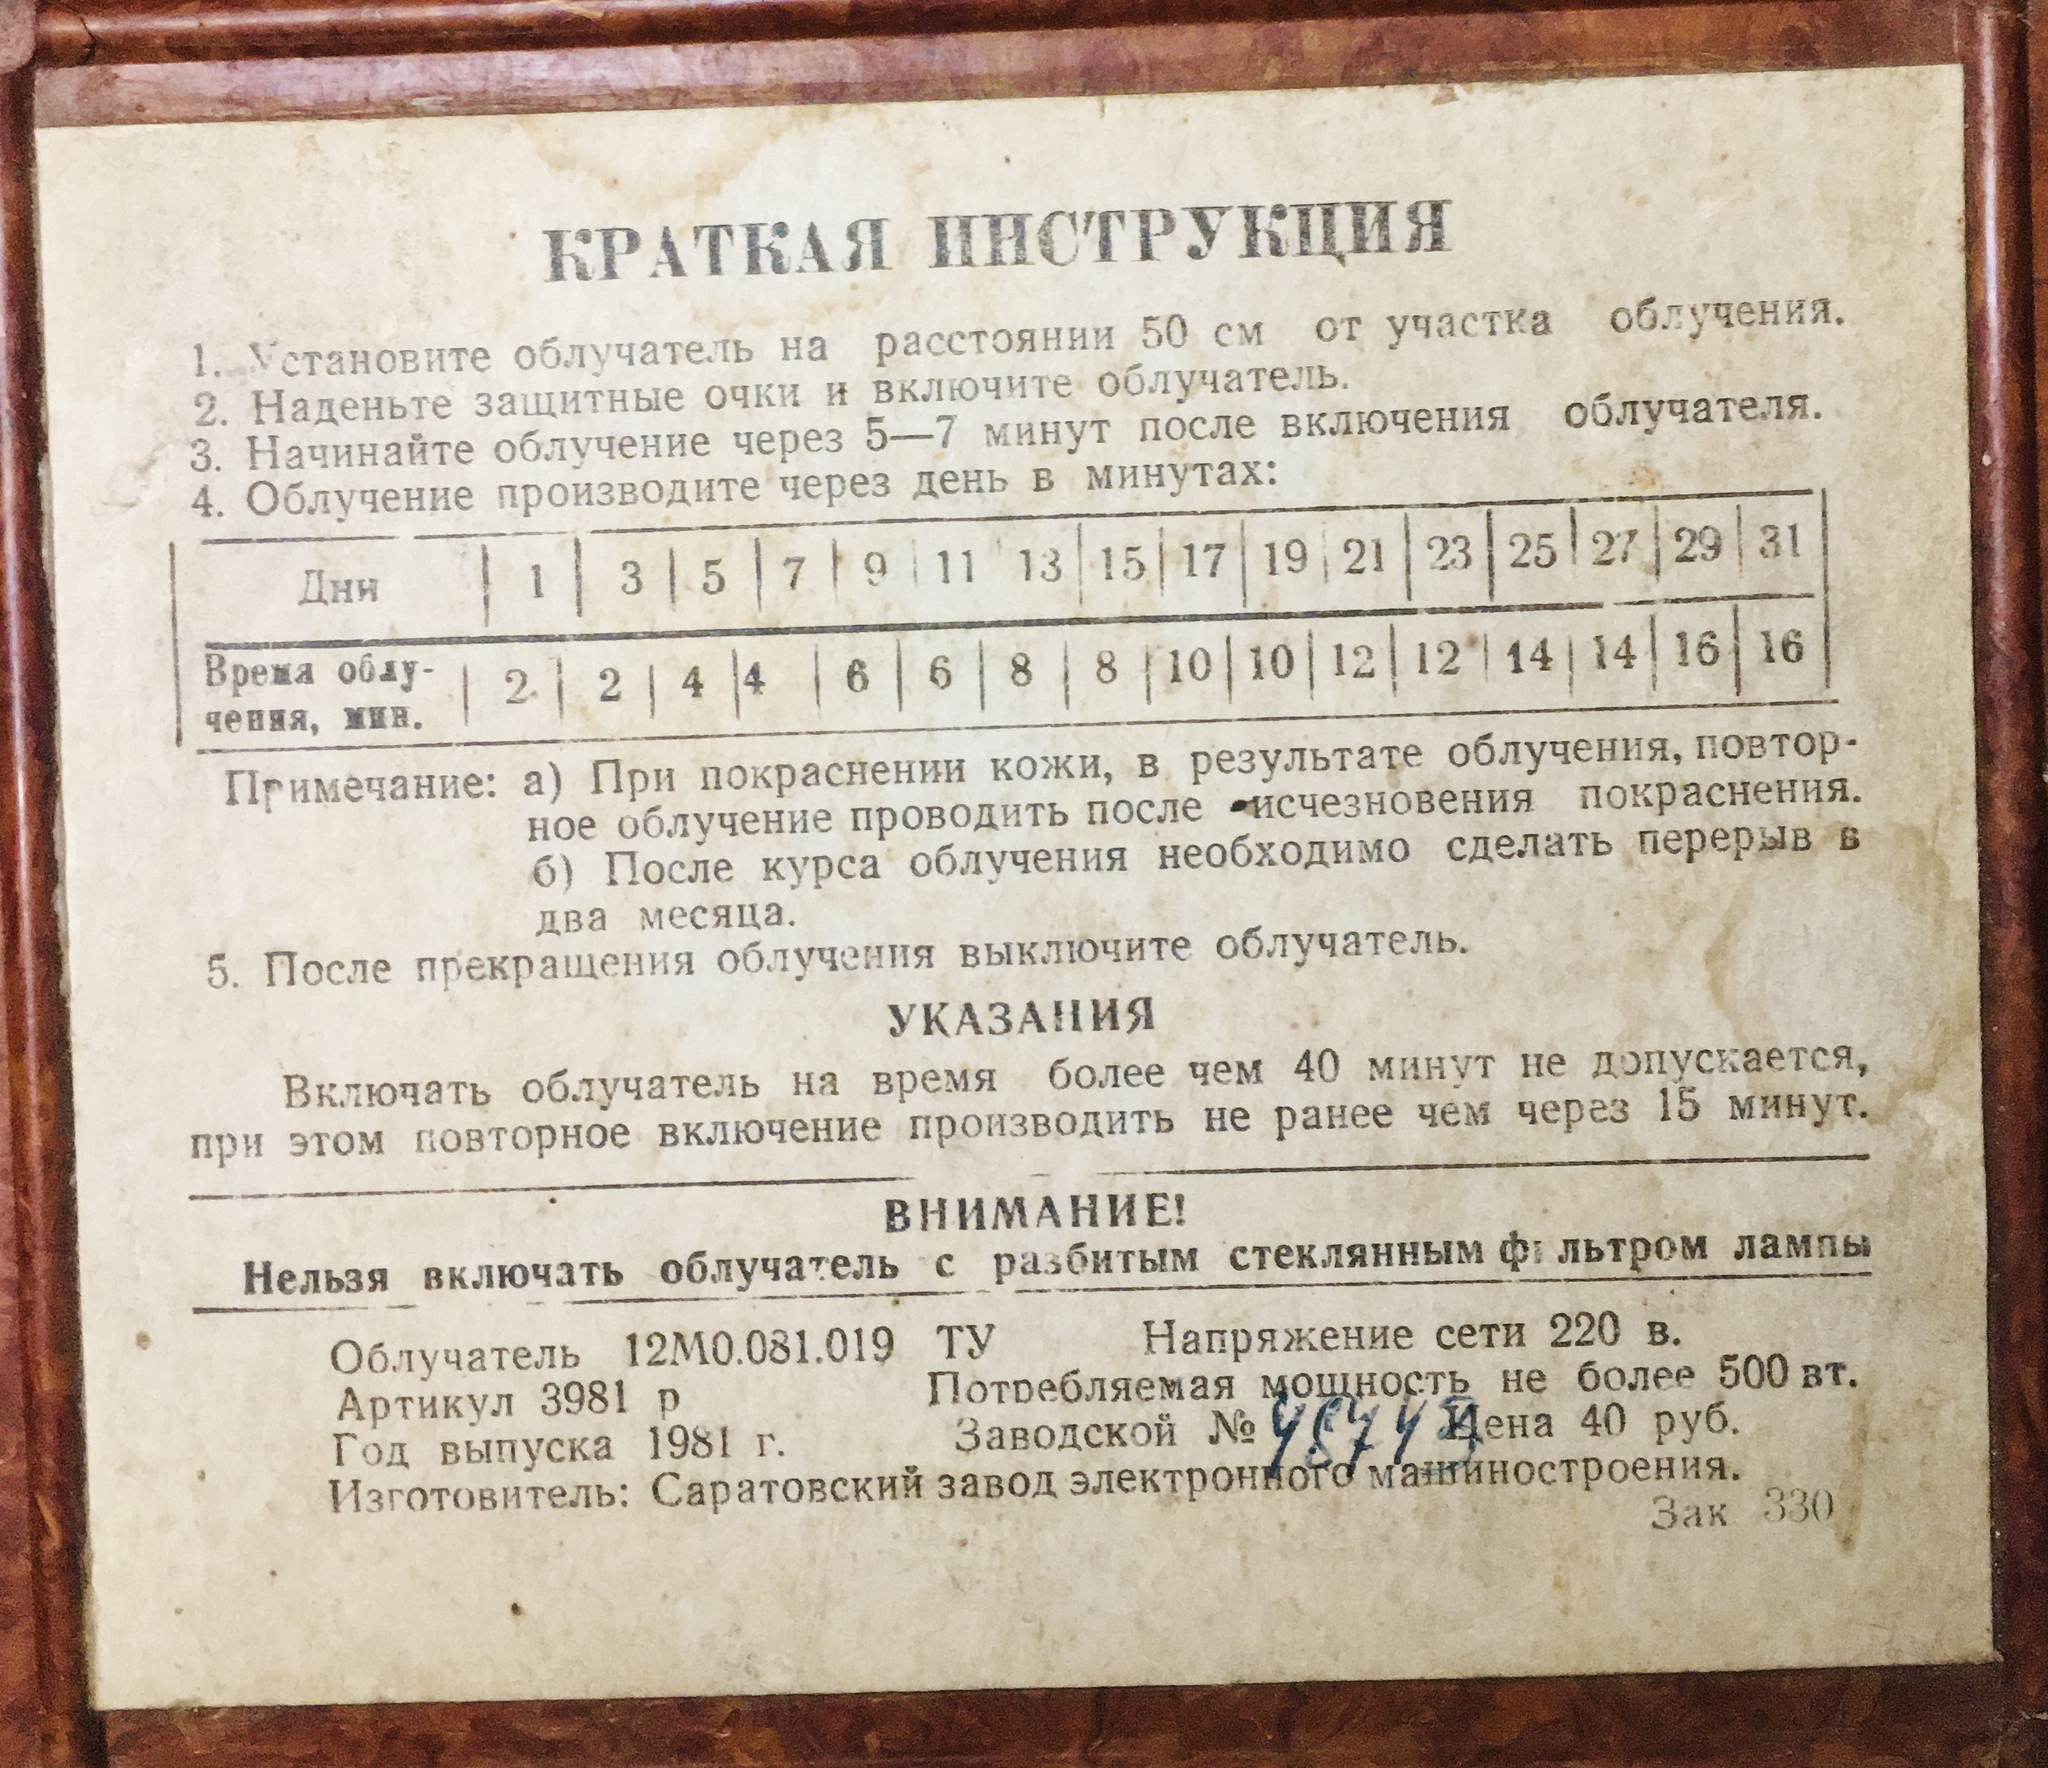 КРАТКАЯ ИНСТРУКЦИЯ
1. Установите облучатель на расстоянии 50 см от участка облучения.
2. Наденьте защитные очки и включите облучатель.
3. Начинайте облучение через 5—7 минут после включения облучателя.
4. Облучение производите через день в минутах:
Дни 1 3 5 7 9 11 13 15 17 19 21 23 25 27 29 31
Время облу-
чения, мин. 2 2 4 4 6 6 8 8 10 10 12 12 14 14 16 16
Примечание: а) При покраснении кожи, в результате облучения, повтор-
ное облучение проводить после исчезновения покраснения.
б) После курса облучения необходимо сделать перерыв в
два месяца.
5. После прекращения облучения выключите облучатель.
УКАЗАНИЯ
Включать облучатель на время более чем 40 минут не допускается,
при этом повторное включение производить не ранее чем через 15 минут.
ВНИМАНИЕ!
Нельзя включать облучатель с разбитым стеклянным фильтром лампы
Облучатель 12М0.081.019 ТУ Напряжение сети 220 в.
Артикул 3981 р Потребляемая мощность не более 500 вт.
Год выпуска 1981 г. Заводской № Цена 40 руб.
Изготовитель: Саратовский завод электронного машиностроения.
Зак 330